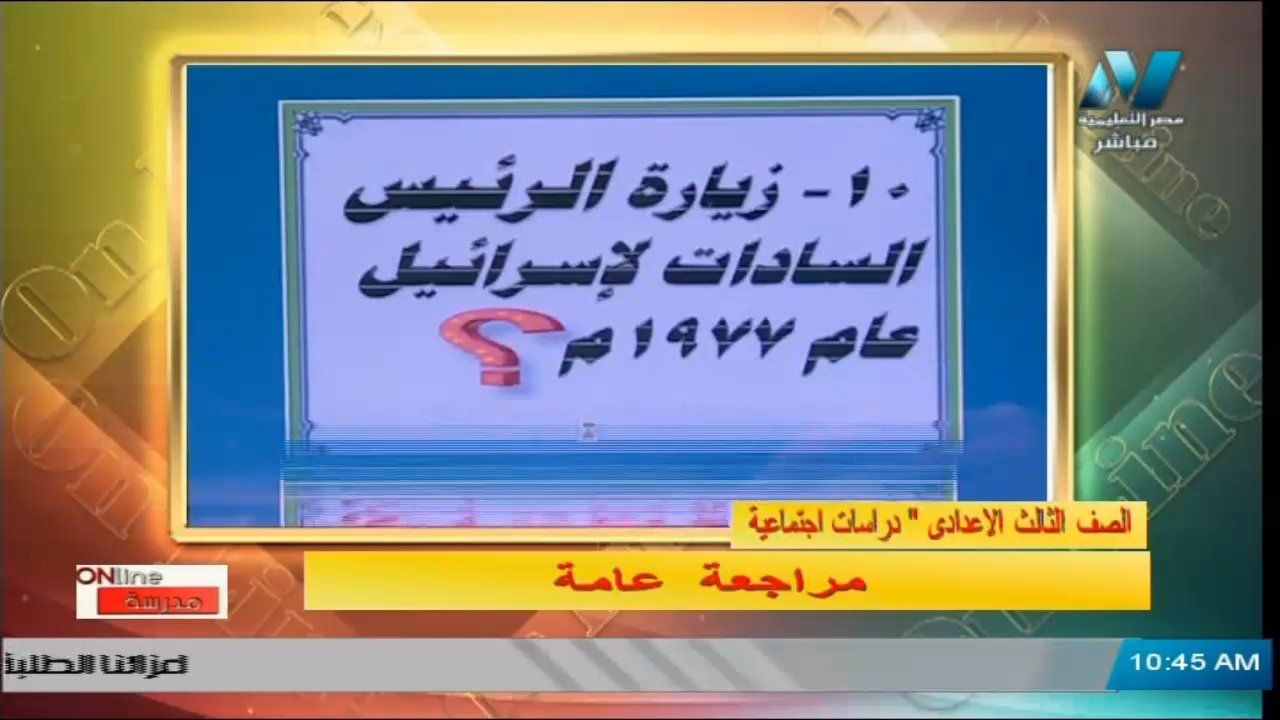 مصر التعليمية
مباشر
١٠- زيارة الرئيس
السادات لإسرائيل
عام ١٩٧٧ م ؟
الصف الثالث الاعدادى " دراسات اجتماعية
مراجعة عامة
ONline
مدرسة
10:45 AM